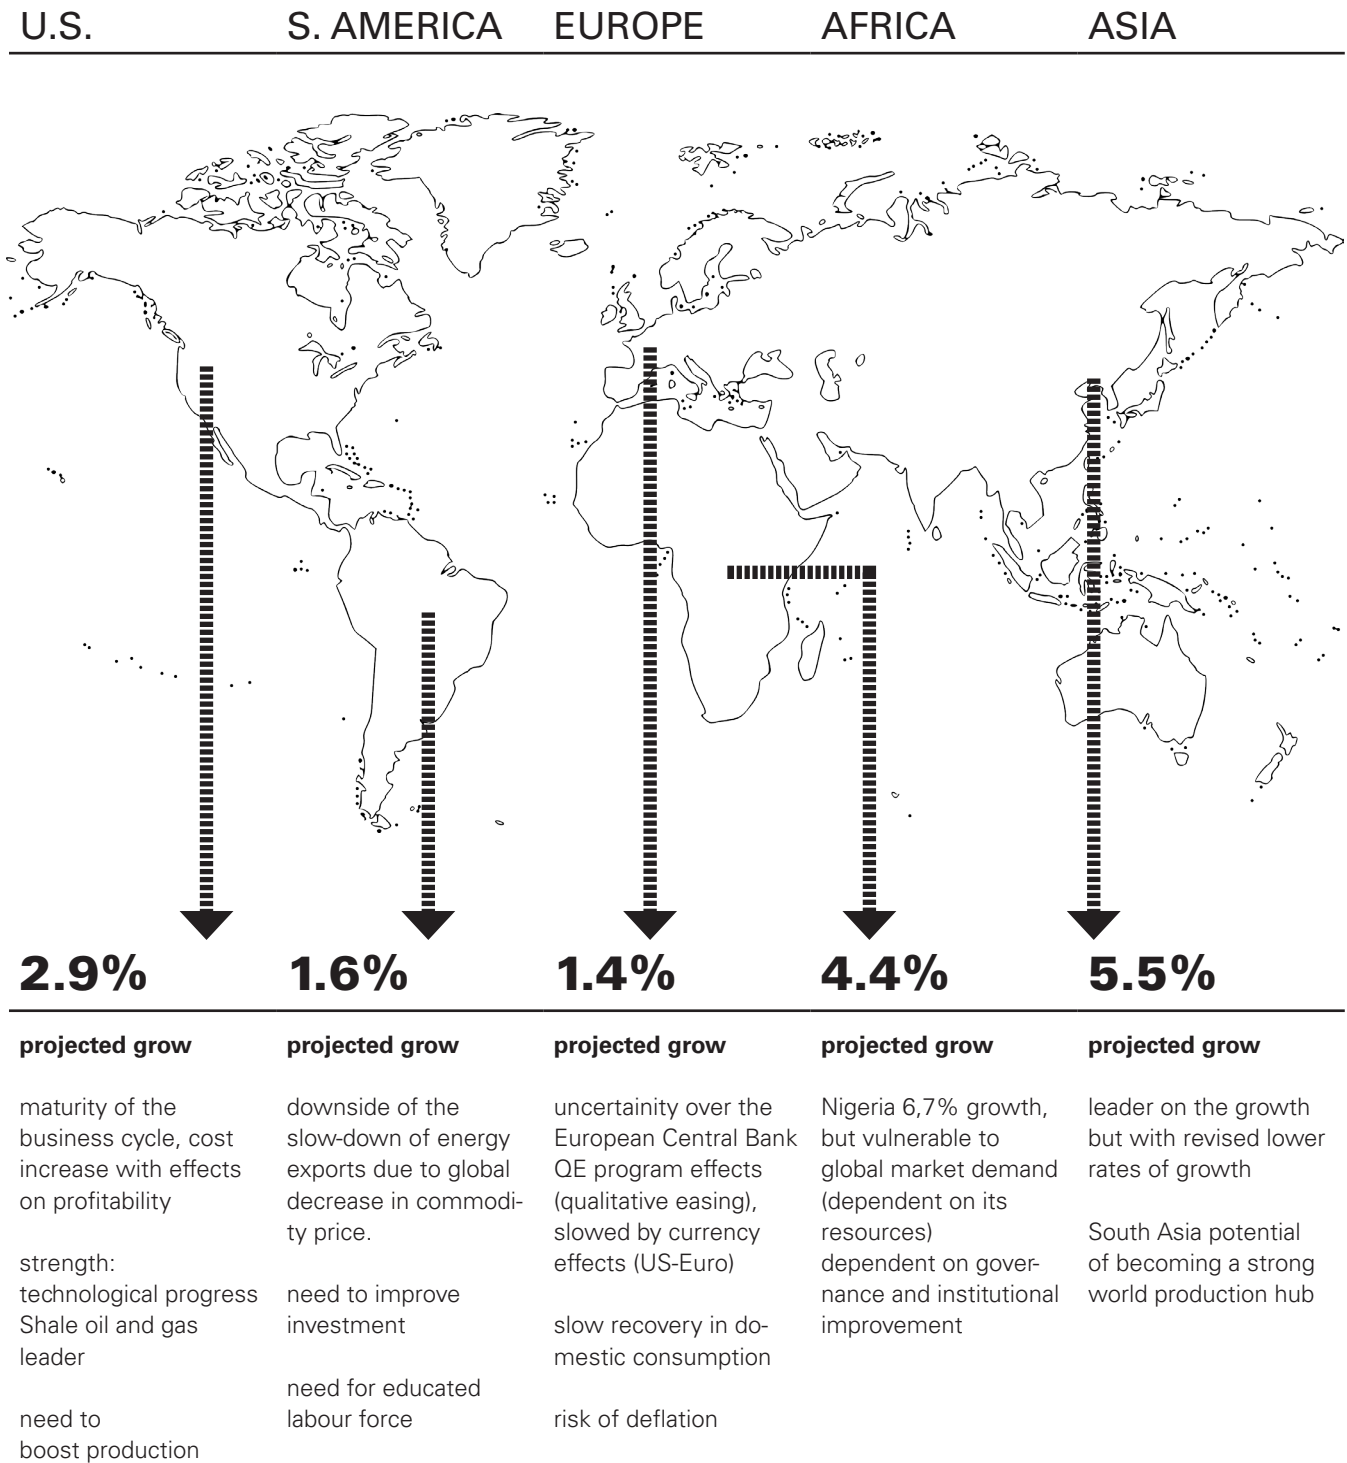 U.S.
S. AMERICA
EUROPE
AFRICA
ASIA
2.9%
1.6%
1.4%
4.4%
5.5%
projected grow
maturity of the
business cycle, cost
increase with effects
on profitability
strength:
technological progress
Shale oil and gas
leader
need to
boost production
projected grow
downside of the
slow-down of energy
exports due to global
decrease in commodi-
ty price.
need to improve
investment
need for educated
labour force
projected grow
uncertainity over the
European Central Bank
QE program effects
(qualitative easing),
slowed by currency
effects (US-Euro)
slow recovery in do-
mestic consumption
risk of deflation
projected grow
Nigeria 6,7% growth,
but vulnerable to
global market demand
(dependent on its
resources)
dependent on gover-
nance and institutional
improvement
projected grow
leader on the growth
but with revised lower
rates of growth
South Asia potential
of becoming a strong
world production hub